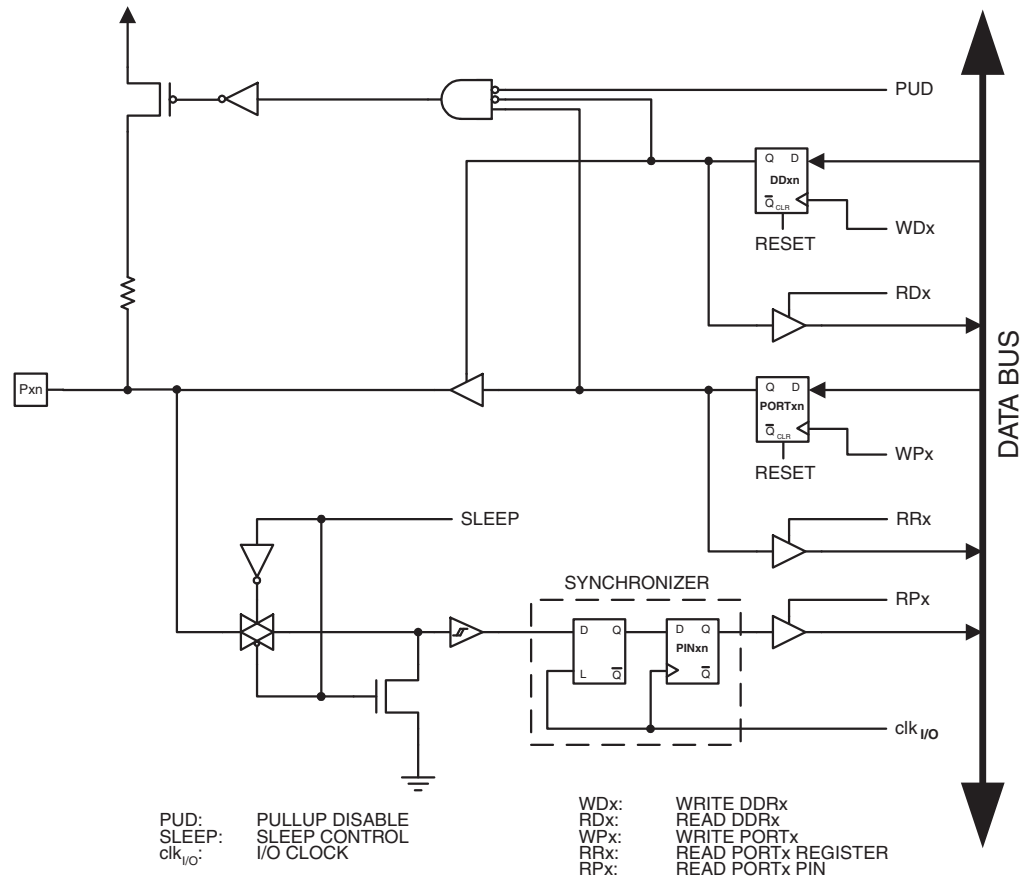 PUD
Q D
DDxn
Q CLR
WDx
RESET
RDx
Pxn
Q D
PORTxn
Q CLR
WPx
RESET
DATA BUS
SLEEP
RRx
SYNCHRONIZER
RPx
D Q
D Q
PINxn
L Q
Q
clk I/O
PUD: PULLUP DISABLE
SLEEP: SLEEP CONTROL
clkI/O: I/O CLOCK
WDx: WRITE DDRx
RDx: READ DDRx
WPx: WRITE PORTx
RRx: READ PORTx REGISTER
RPx: READ PORTx PIN